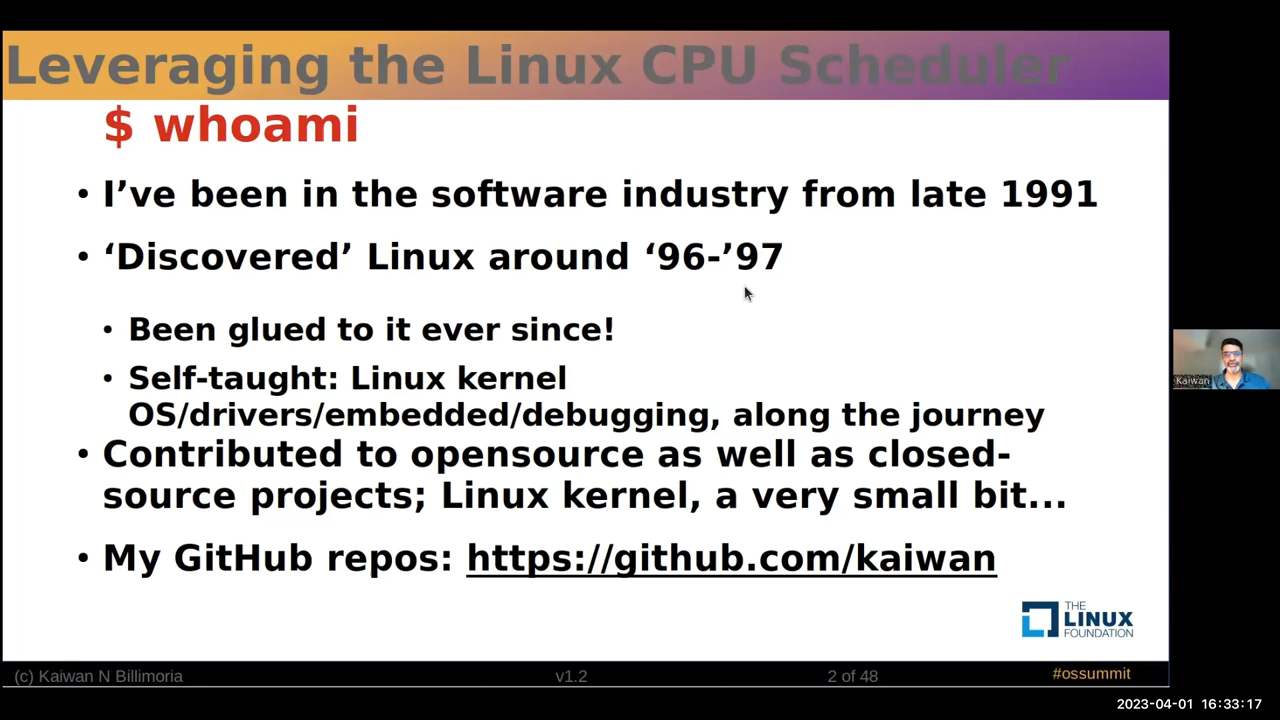 Leveraging the Linux CPU Scheduler
$ whoami
• I’ve been in the software industry from late 1991
• ‘Discovered’ Linux around ‘96-’97
• Been glued to it ever since!
• Self-taught: Linux kernel
OS/drivers/embedded/debugging, along the journey
• Contributed to opensource as well as closed-
source projects; Linux kernel, a very small bit...
• My GitHub repos: https://github.com/kaiwan
THE
LINUX
FOUNDATION
Kaiwan
(c) Kaiwan N Billimoria v1.2 2 of 48 #ossummit
2023-04-01 16:33:17